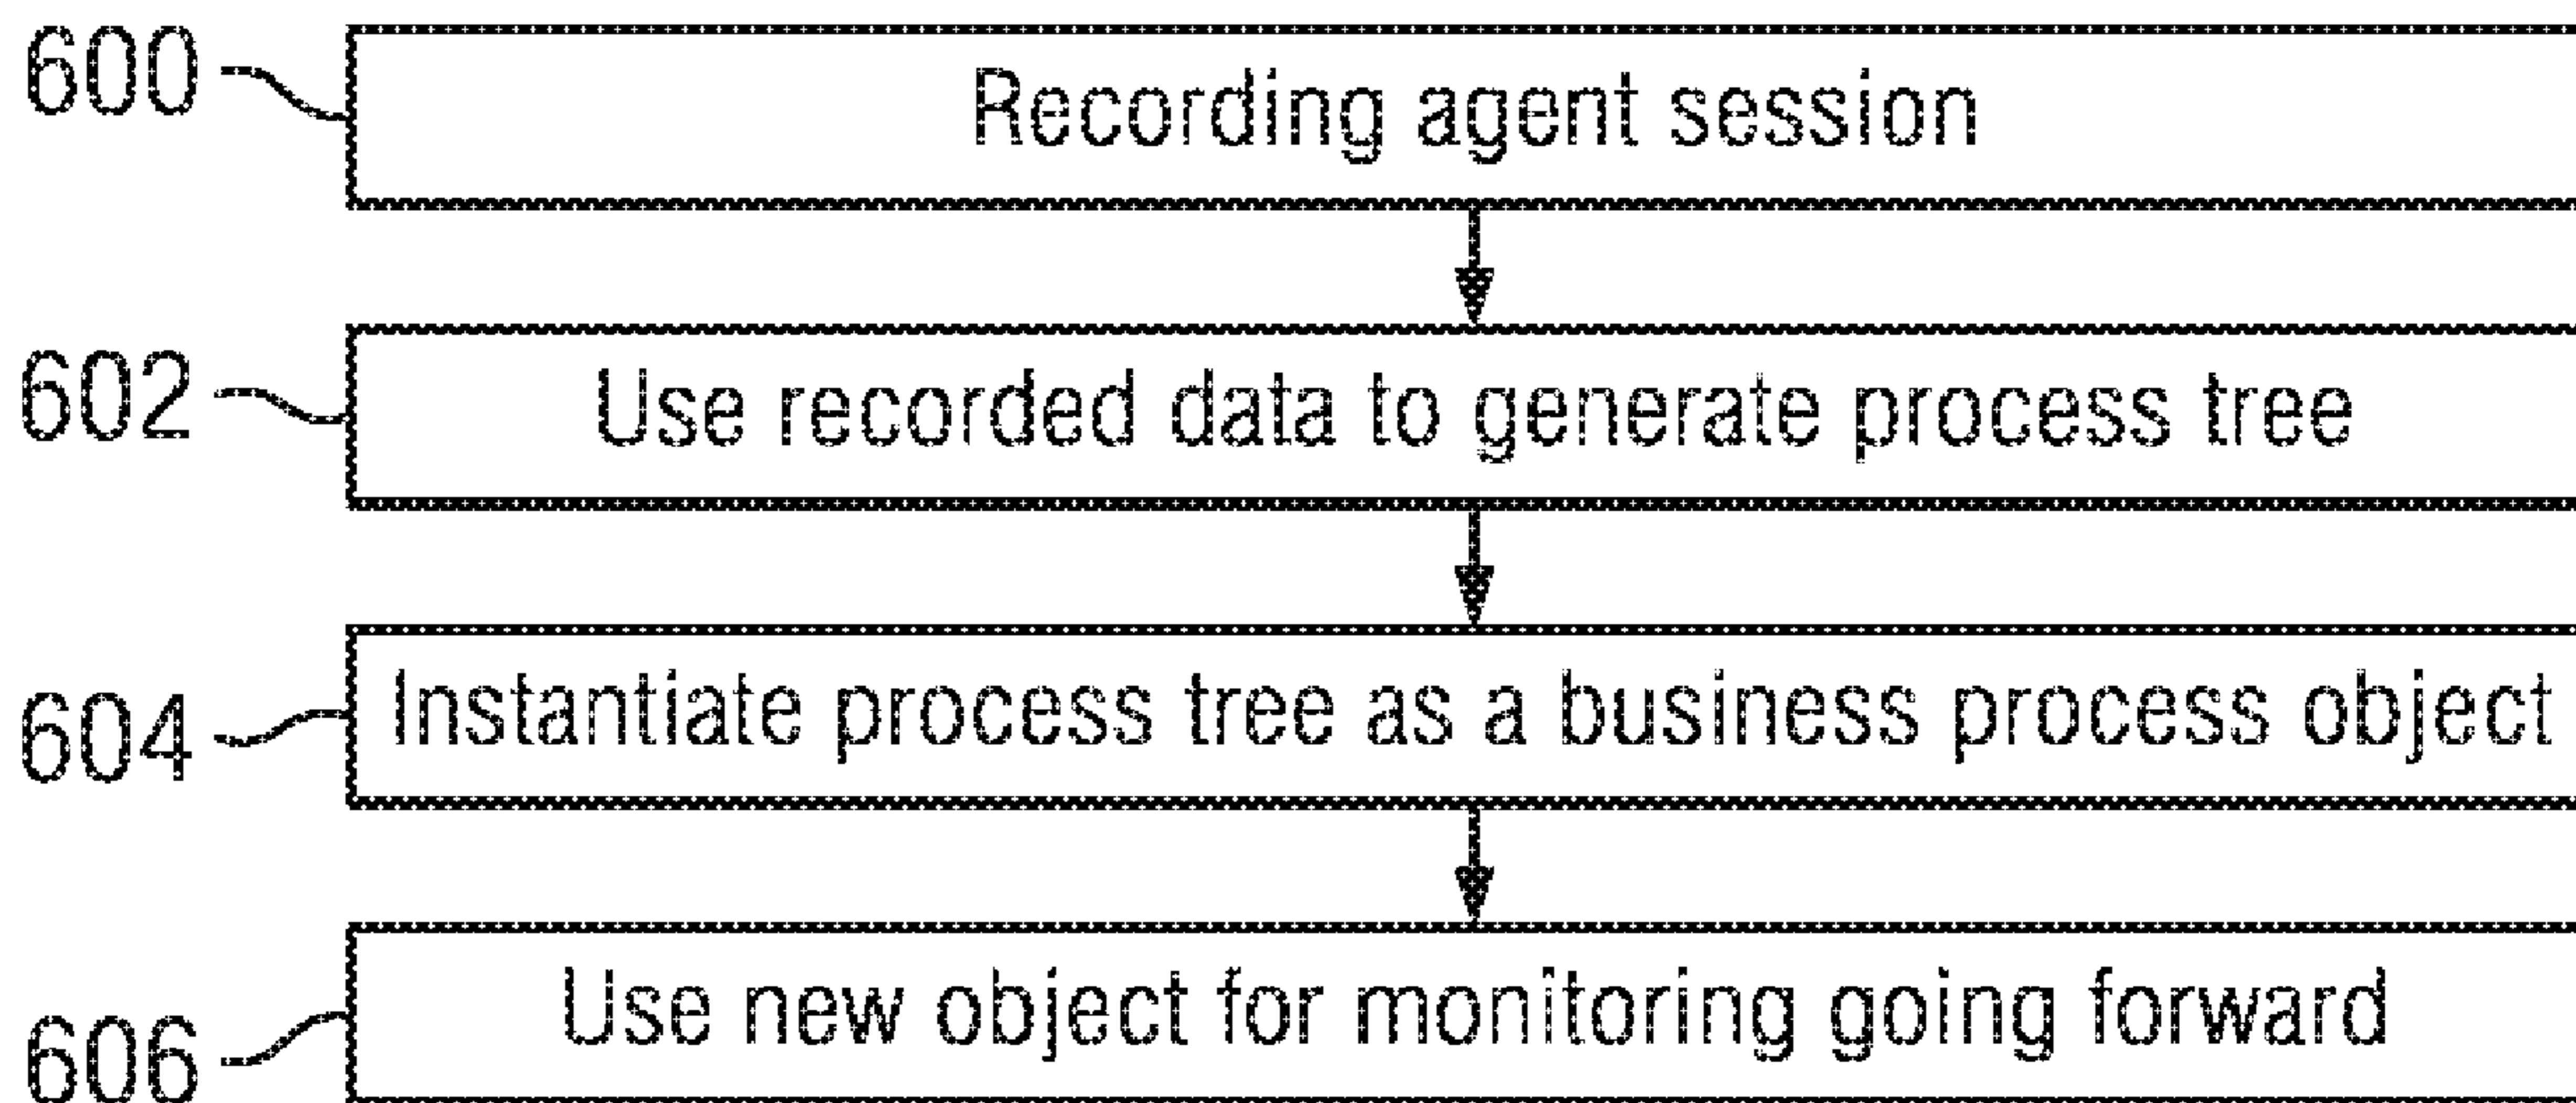 600 Recording agent session
602 Use recorded data to generate process tree
604 Instantiate process tree as a business process object
606 Use new object for monitoring going forward